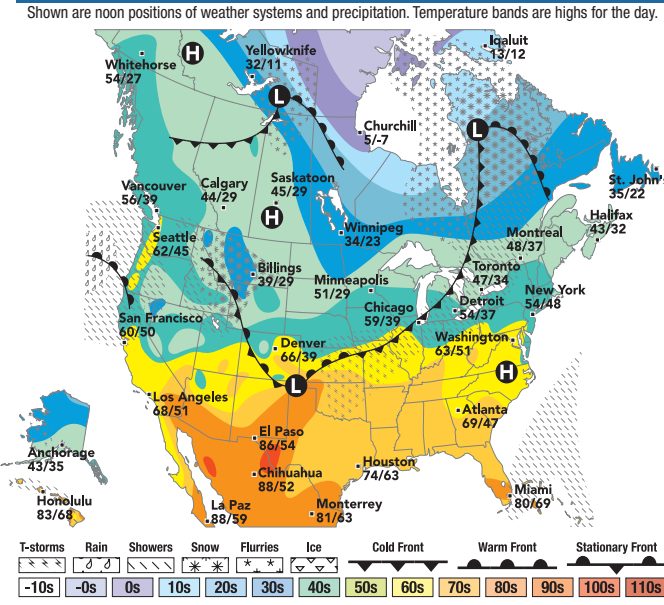 Shown are noon positions of weather systems and precipitation. Temperature bands are highs for the day.
Iqaluit
13/12
H
Yellowknife
32/11
Whitehorse
54/27
L
Churchill
5/-7
L
St. John's
35/22
Saskatoon
45/29
Calgary
44/29
Vancouver
56/39
H
Halifax
43/32
Winnipeg
34/23
Seattle
62/45
Montreal
48/37
Toronto
47/34
Billings
39/29
Minneapolis
51/29
New York
54/48
Detroit
54/37
Chicago
59/39
San Francisco
60/50
Washington
63/51
Denver
66/39
H
L
Los Angeles
68/51
Atlanta
69/47
El Paso
86/54
Anchorage
43/35
Houston
74/63
Chihuahua
88/52
Miami
80/69
Honolulu
83/68
La Paz
88/59
Monterrey
81/63
T-storms Rain Showers Snow Flurries Ice Cold Front Warm Front Stationary Front
-10s -0s 0s 10s 20s 30s 40s 50s 60s 70s 80s 90s 100s 110s